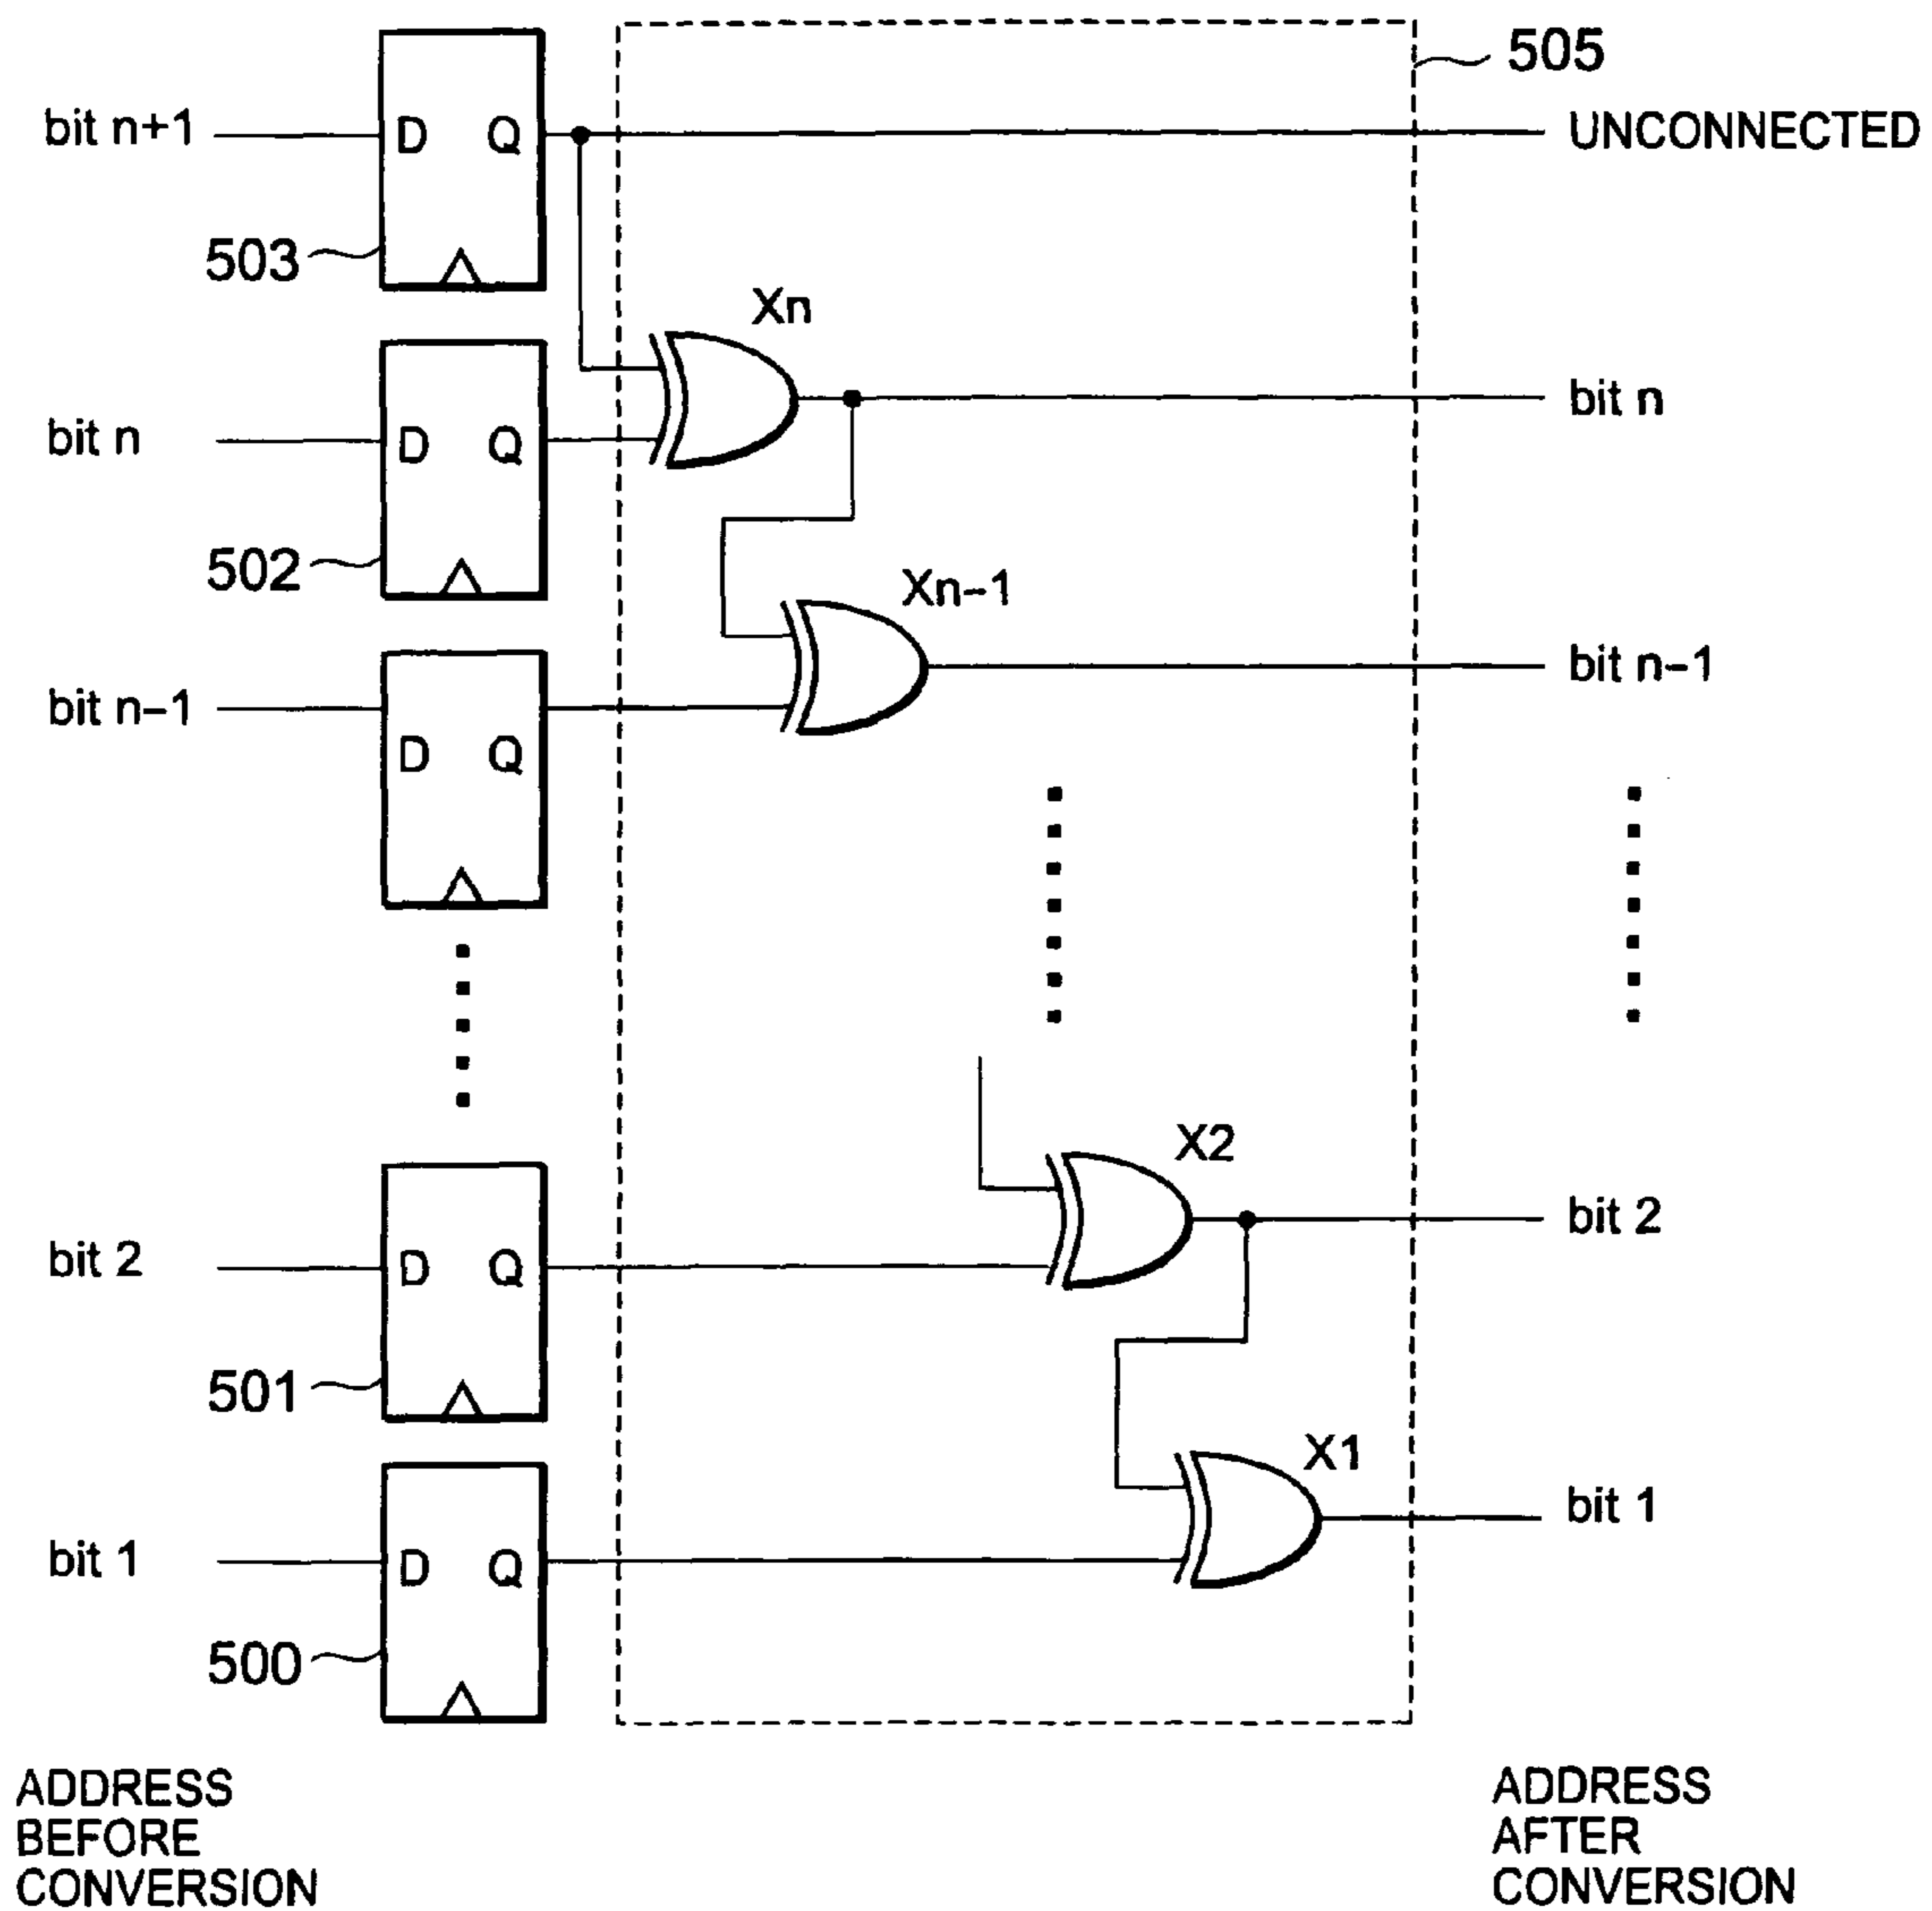 505
bit n+1
D Q
UNCONNECTED
503
Xn
bit n
D Q
bit n
502
Xn−1
bit n−1
D Q
bit n−1
X2
bit 2
D Q
bit 2
501
X1
bit 1
D Q
bit 1
500
ADDRESS
BEFORE
CONVERSION
ADDRESS
AFTER
CONVERSION